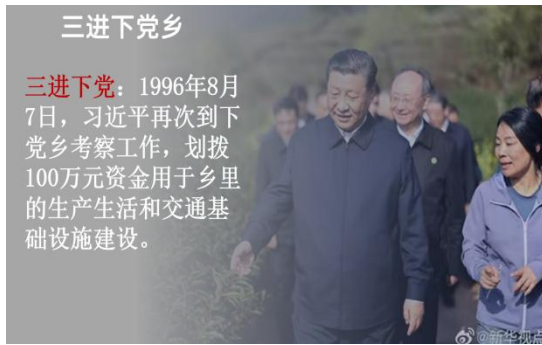 三进下党乡
三进下党：1996年8月
7日，习近平再次到下
党乡考察工作，划拨
100万元资金用于乡里
的生产生活和交通基
础设施建设。
@新华视点